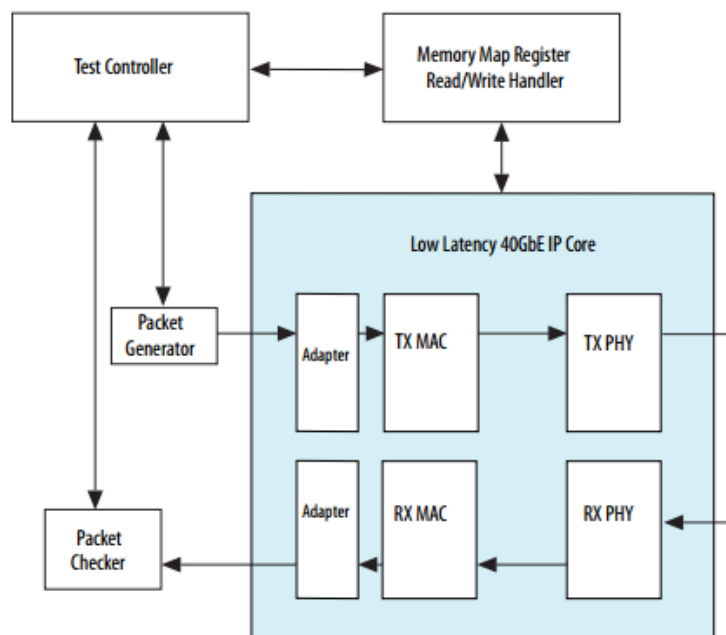 Test Controller
Memory Map Register
Read/Write Handler
Low Latency 40GbE IP Core
Packet
Generator
Adapter
TX MAC
TX PHY
Packet
Checker
Adapter
RX MAC
RX PHY